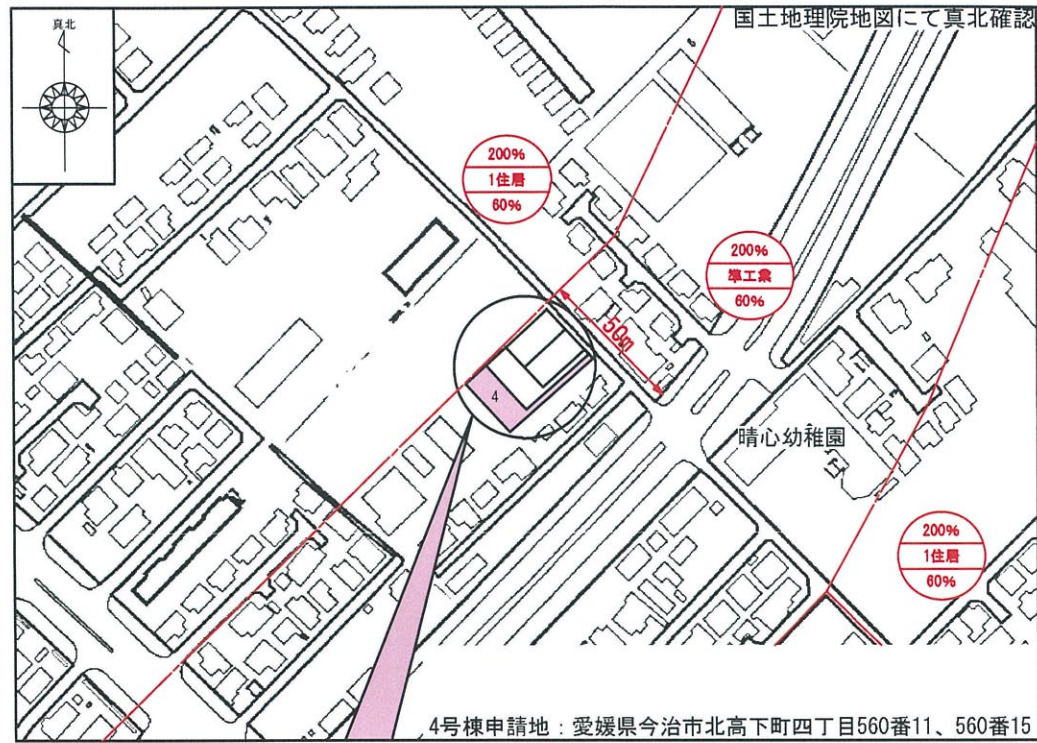 真北
国土地理院地図にて真北確認
200%
1住居
60%
200%
準工業
60%
50m
4
晴心幼稚園
200%
1住居
60%
4号棟申請地：愛媛県今治市北高下町四丁目560番11、560番15